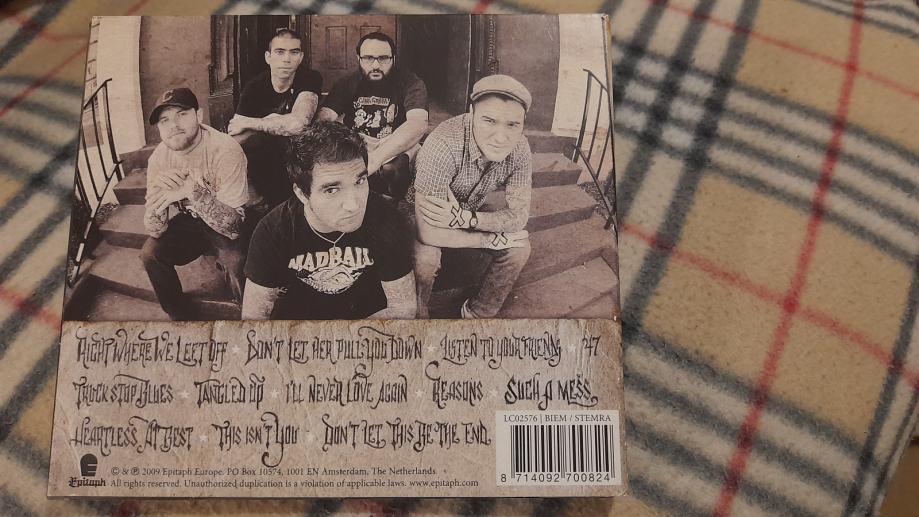 MADBALL
RIGHT WHERE WE LEFT OFF ★ DON'T LET HER PULL YOU DOWN ★ LISTEN TO YOUR FRIENDS ★ '47
TRUCK STOP BLUES ★ TANGLED UP ★ I'LL NEVER LOVE AGAIN ★ REASONS ★ SUCH A MESS
HEARTLESS AT BEST ★ THIS ISN'T YOU ★ DON'T LET THIS BE THE END
LC02576 | BIEM / STEMRA
8 714092 700824
Epitaph
© & ℗ 2009 Epitaph Europe. PO Box 10574, 1001 EN Amsterdam, The Netherlands
All rights reserved. Unauthorized duplication is a violation of applicable laws. www.epitaph.com